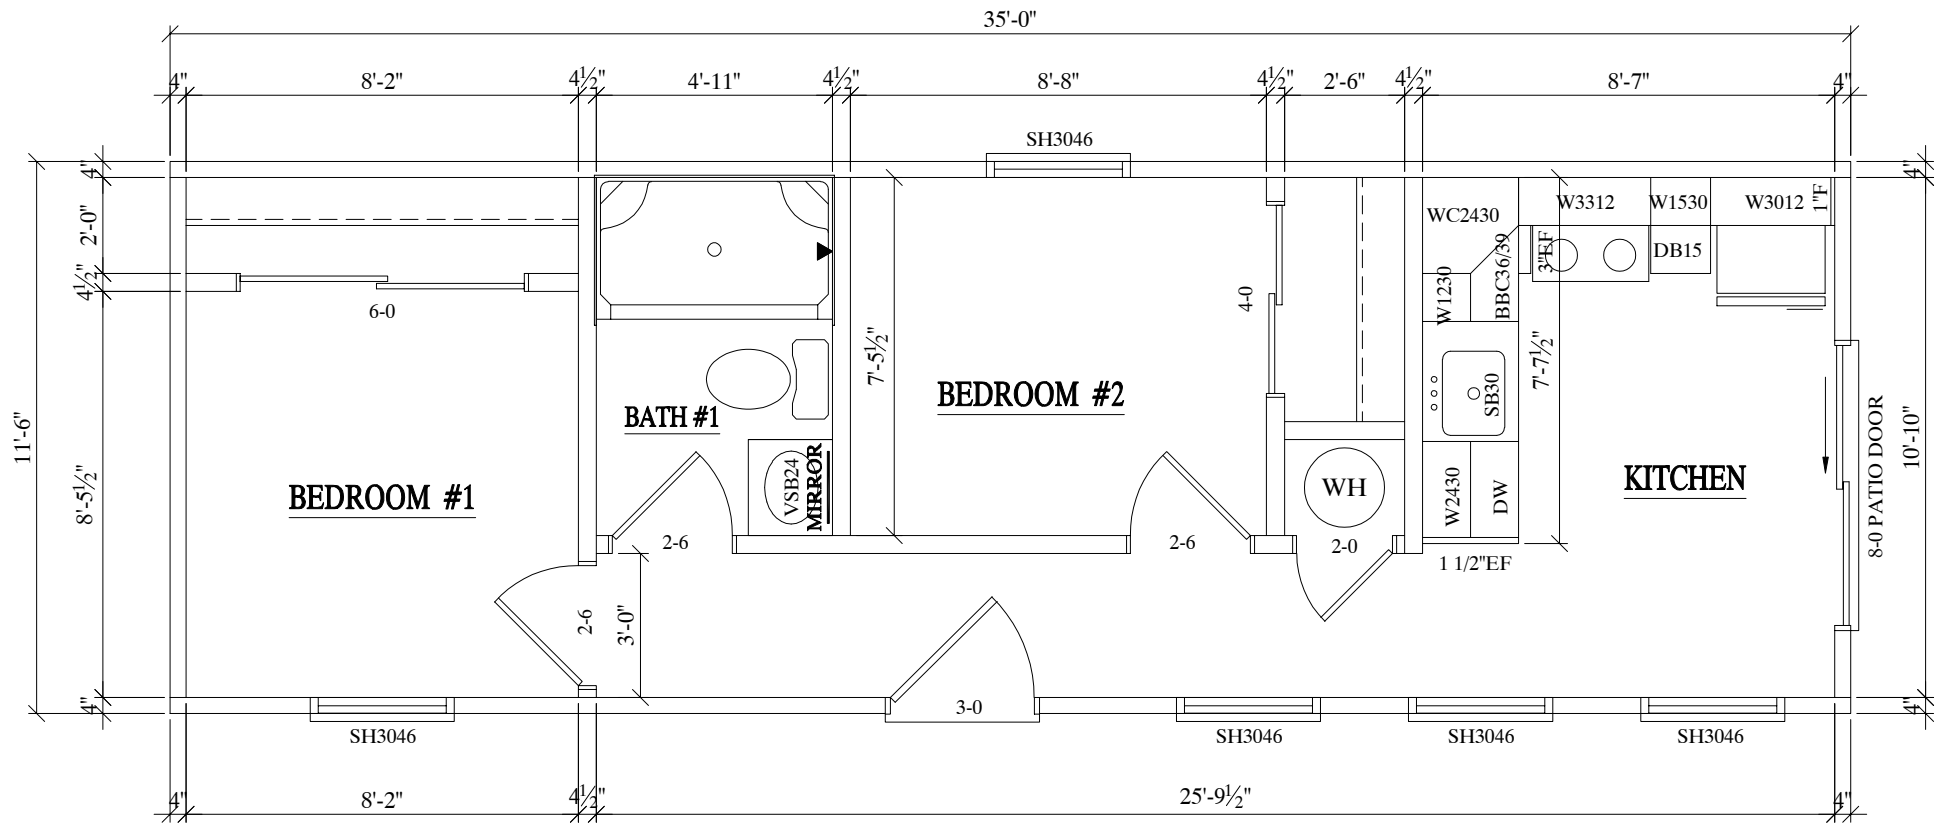 35'-0"
4"
8'-2"
4½"
4'-11"
4½"
8'-8"
4½"
2'-6"
4½"
8'-7"
4"
SH3046
4"
2'-0"
4½"
8'-5½"
4"
11'-6"
6-0
BEDROOM #1
BATH #1
VSB24
MIRROR
7'-5½"
BEDROOM #2
4-0
WH
WC2430
W3312
W1530
W3012
1"F
3"EF
DB15
W1230
BBC36/39
SB30
7'-7½"
W2430
DW
1 1/2"EF
KITCHEN
8-0 PATIO DOOR
4"
10'-10"
4"
2-6
2-6
2-0
2-6
3'-0"
3-0
SH3046
SH3046
SH3046
SH3046
4"
8'-2"
4½"
25'-9½"
4"